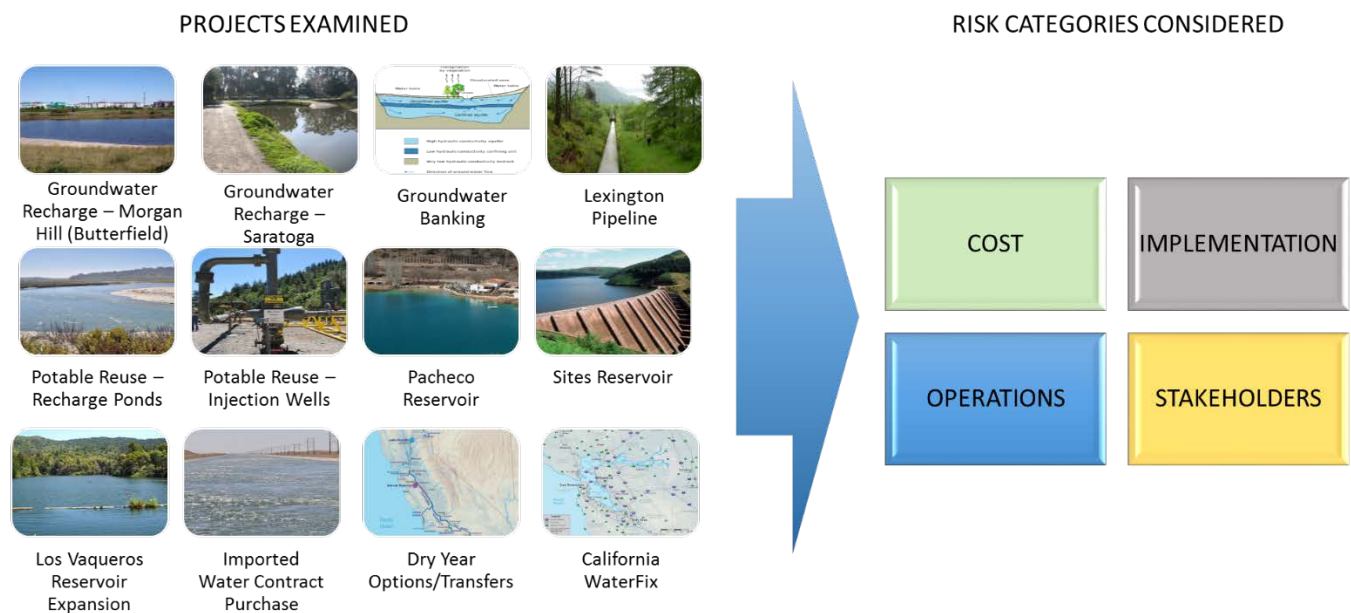 PROJECTS EXAMINED
RISK CATEGORIES CONSIDERED
Groundwater
Recharge – Morgan
Hill (Butterfield)
Groundwater
Recharge –
Saratoga
Groundwater
Banking
Lexington
Pipeline
Potable Reuse –
Recharge Ponds
Potable Reuse –
Injection Wells
Pacheco
Reservoir
Sites Reservoir
Los Vaqueros
Reservoir
Expansion
Imported
Water Contract
Purchase
Dry Year
Options/Transfers
California
WaterFix
COST
IMPLEMENTATION
OPERATIONS
STAKEHOLDERS